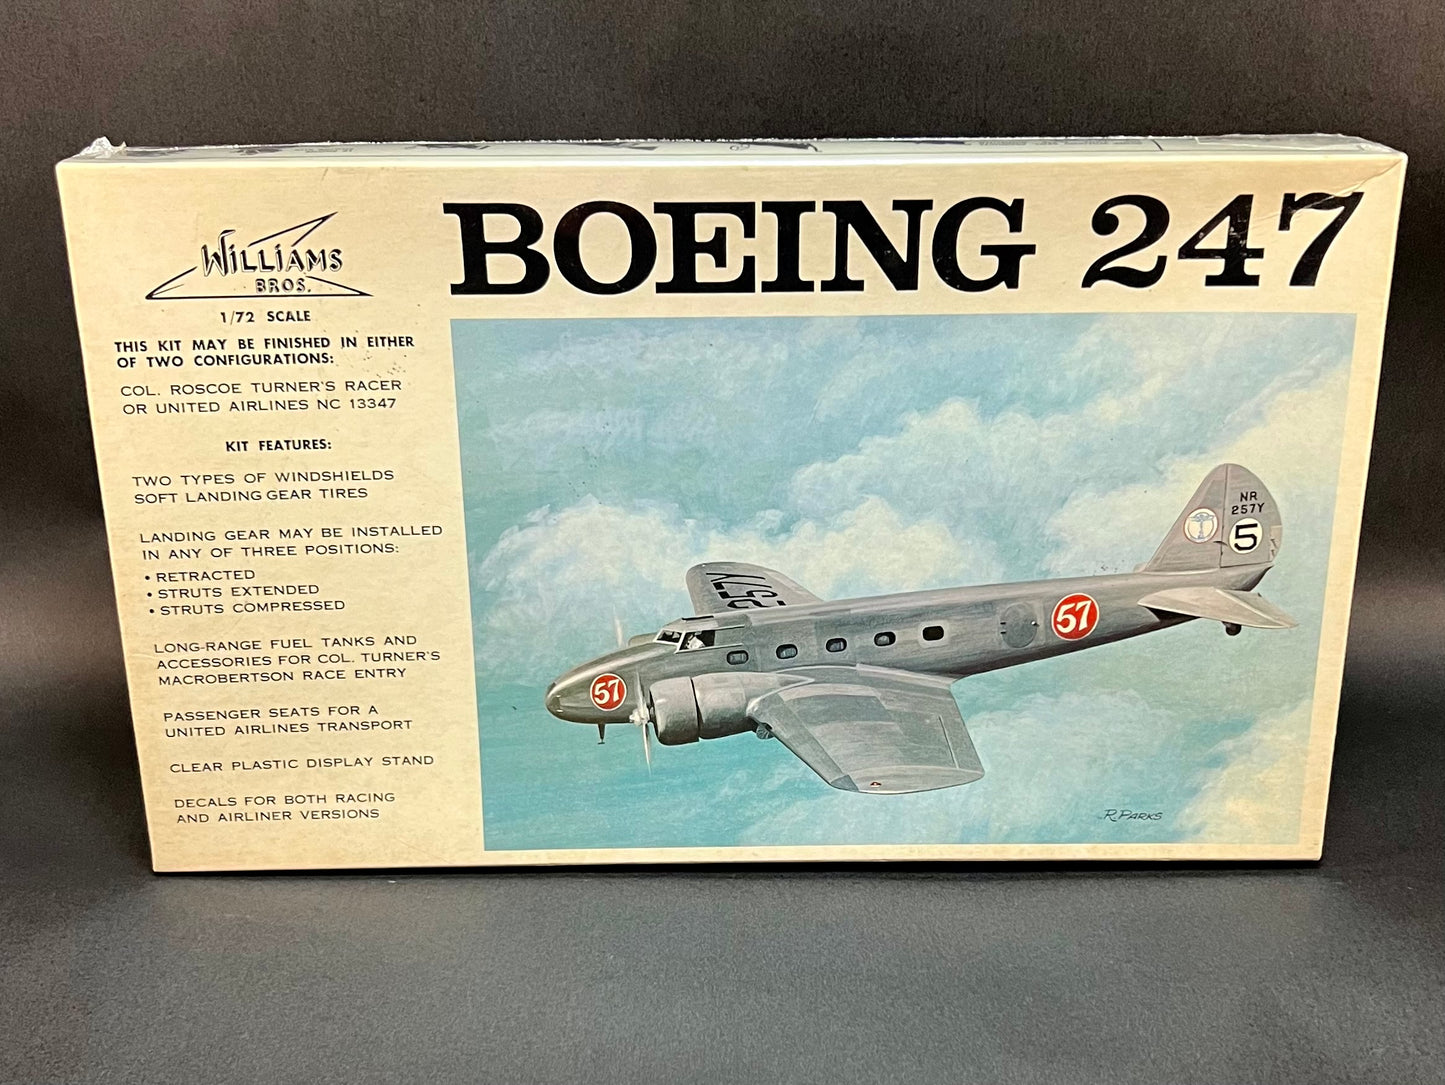 BOEING 247
WILLIAMS
BROS.
1/72 SCALE
THIS KIT MAY BE FINISHED IN EITHER
OF TWO CONFIGURATIONS:
COL. ROSCOE TURNER'S RACER
OR UNITED AIRLINES NC 13347
KIT FEATURES:
TWO TYPES OF WINDSHIELDS
SOFT LANDING GEAR TIRES
LANDING GEAR MAY BE INSTALLED
IN ANY OF THREE POSITIONS:
• RETRACTED
• STRUTS EXTENDED
• STRUTS COMPRESSED
LONG-RANGE FUEL TANKS AND
ACCESSORIES FOR COL. TURNER'S
MACROBERTSON RACE ENTRY
PASSENGER SEATS FOR A
UNITED AIRLINES TRANSPORT
CLEAR PLASTIC DISPLAY STAND
DECALS FOR BOTH RACING
AND AIRLINER VERSIONS
NR
257Y
5
257Y
57
57
R. PARKS